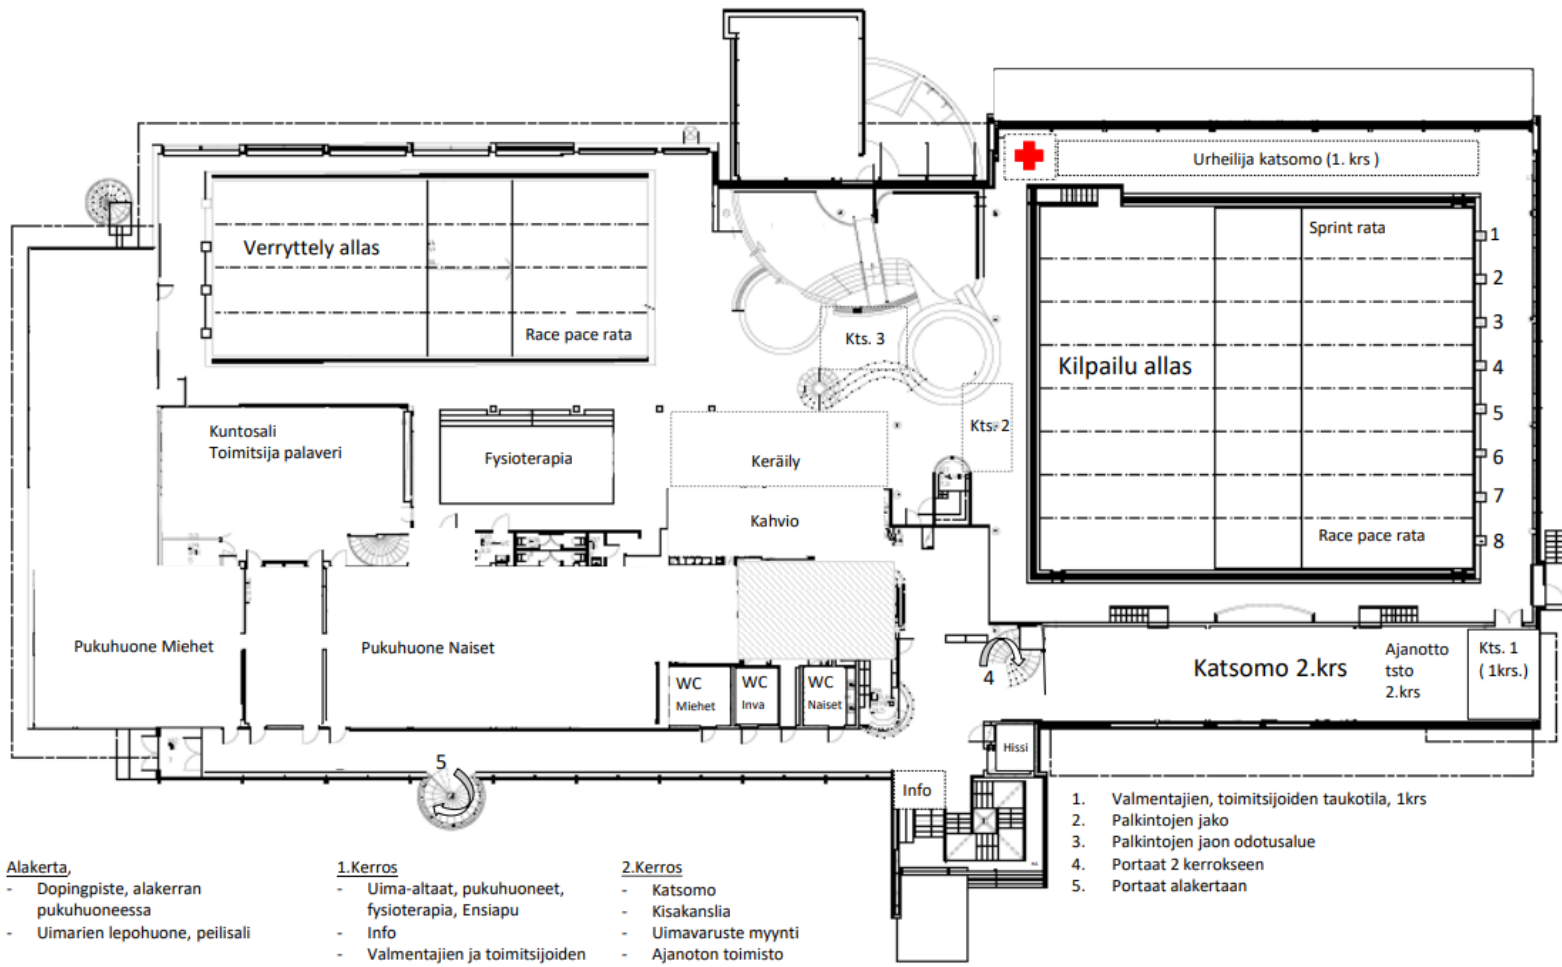 Urheilija katsomo (1. krs )
Verryttely allas
Sprint rata
1
2
3
4
5
6
7
8
Race pace rata
Kts. 3
Kilpailu allas
Kts. 2
Kuntosali
Toimitsija palaveri
Fysioterapia
Keräily
Kahvio
Race pace rata
Pukuhuone Miehet
Pukuhuone Naiset
WC
Miehet
WC
Inva
WC
Naiset
4
Katsomo 2.krs
Ajanotto
tsto
2.krs
Kts. 1
( 1krs.)
Hissi
5
Info
1. Valmentajien, toimitsijoiden taukotila, 1krs
2. Palkintojen jako
3. Palkintojen jaon odotusalue
4. Portaat 2 kerrokseen
5. Portaat alakertaan
Alakerta,
- Dopingpiste, alakerran
pukuhuoneessa
- Uimarien lepohuone, peilisali
1.Kerros
- Uima-altaat, pukuhuoneet,
fysioterapia, Ensiapu
- Info
- Valmentajien ja toimitsijoiden
2.Kerros
- Katsomo
- Kisakanslia
- Uimavaruste myynti
- Ajanoton toimisto